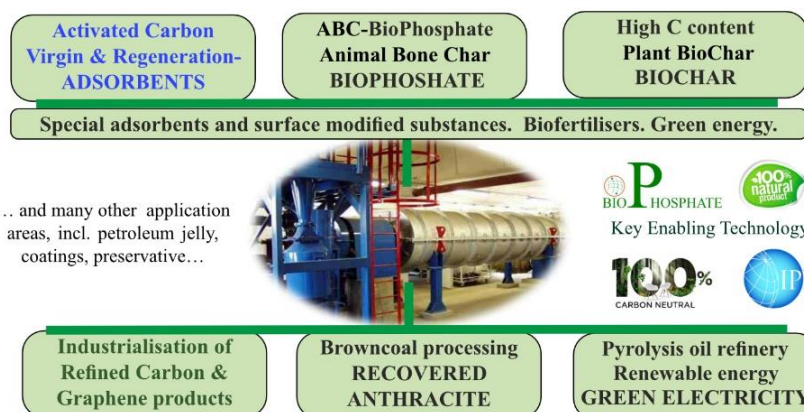 Activated Carbon
Virgin & Regeneration-
ADSORBENTS
ABC-BioPhosphate
Animal Bone Char
BIOPHOSHATE
High C content
Plant BioChar
BIOCHAR
Special adsorbents and surface modified substances. Biofertilisers. Green energy.
… and many other application
areas, incl. petroleum jelly,
coatings, preservative…
BIO PHOSPHATE
100%
natural
product
Key Enabling Technology
100%
CARBON NEUTRAL
IP
Industrialisation of
Refined Carbon &
Graphene products
Browncoal processing
RECOVERED
ANTHRACITE
Pyrolysis oil refinery
Renewable energy
GREEN ELECTRICITY